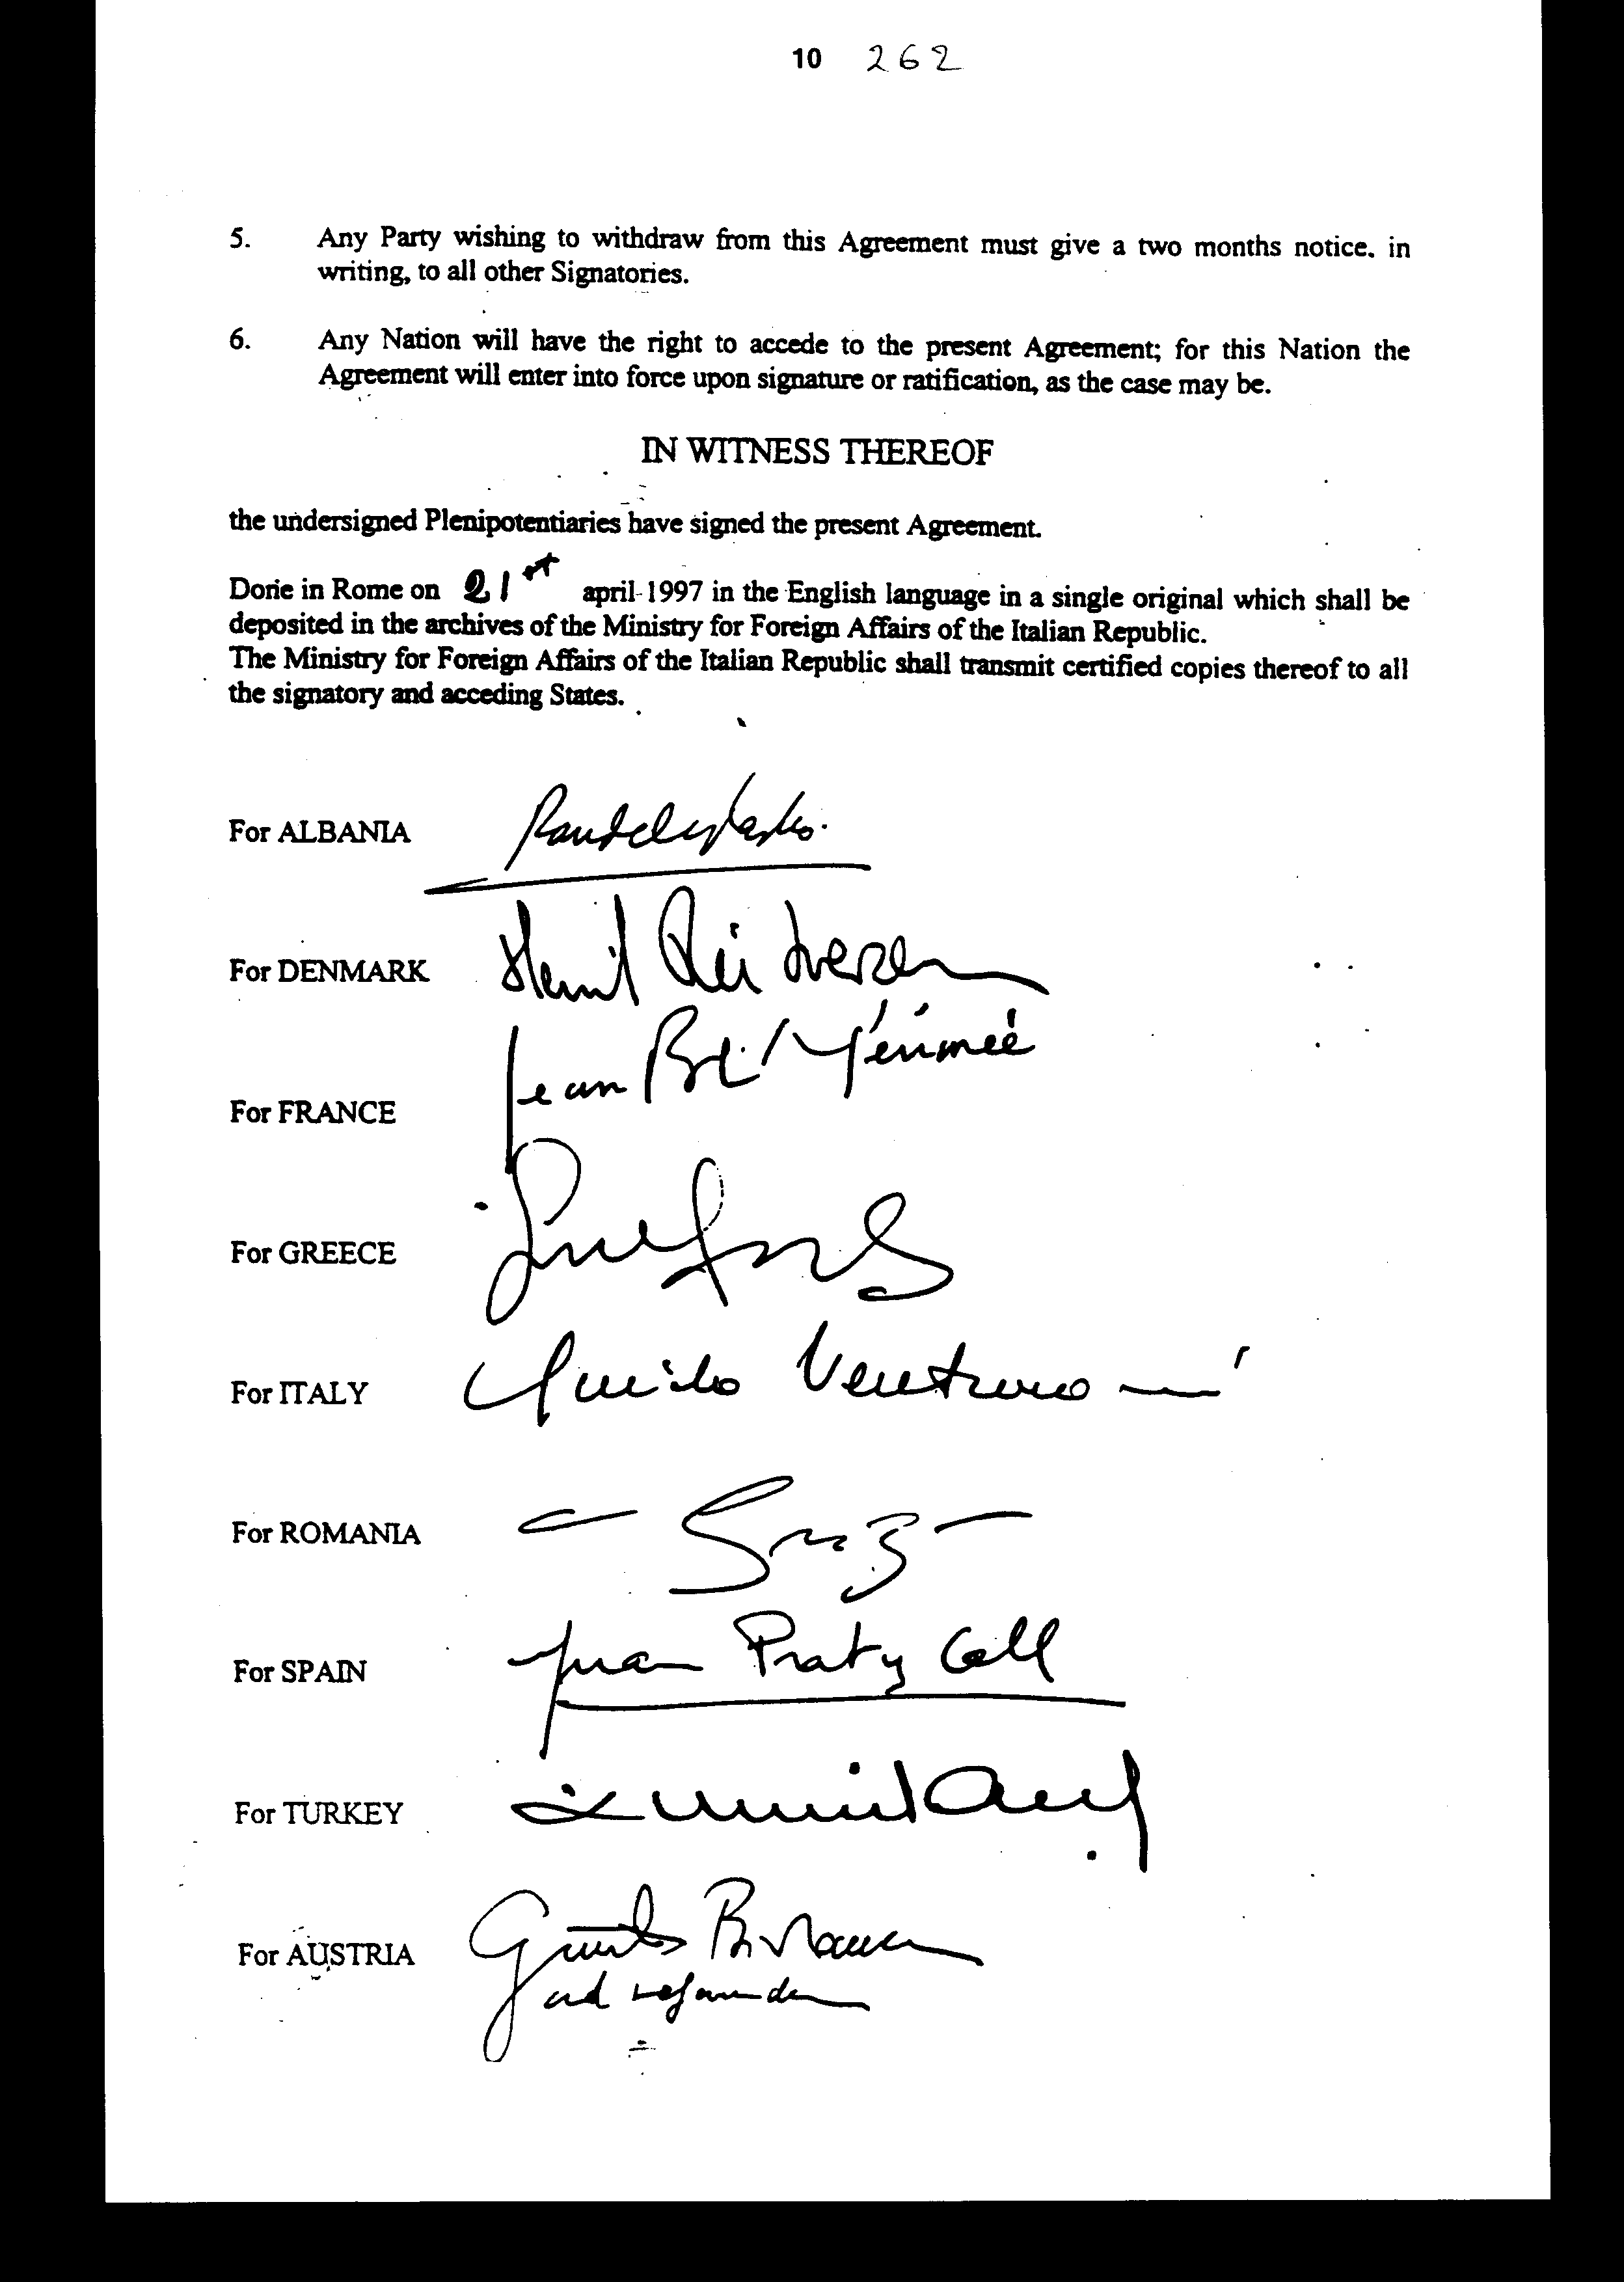 10 262
5. Any Party wishing to withdraw from this Agreement must give a two months notice. in
writing, to all other Signatories.
6. Any Nation will have the right to accede to the present Agreement; for this Nation the
Agreement will enter into force upon signature or ratification, as the case may be.
IN WITNESS THEREOF
the undersigned Plenipotentiaries have signed the present Agreement.
Done in Rome on 21st april 1997 in the English language in a single original which shall be
deposited in the archives of the Ministry for Foreign Affairs of the Italian Republic.
The Ministry for Foreign Affairs of the Italian Republic shall transmit certified copies thereof to all
the signatory and acceding States.
For ALBANIA
For DENMARK
Jean
For FRANCE
For GREECE
For ITALY
For ROMANIA
For SPAIN Juan Prat y Coll
For TURKEY
For AUSTRIA
ad referendum